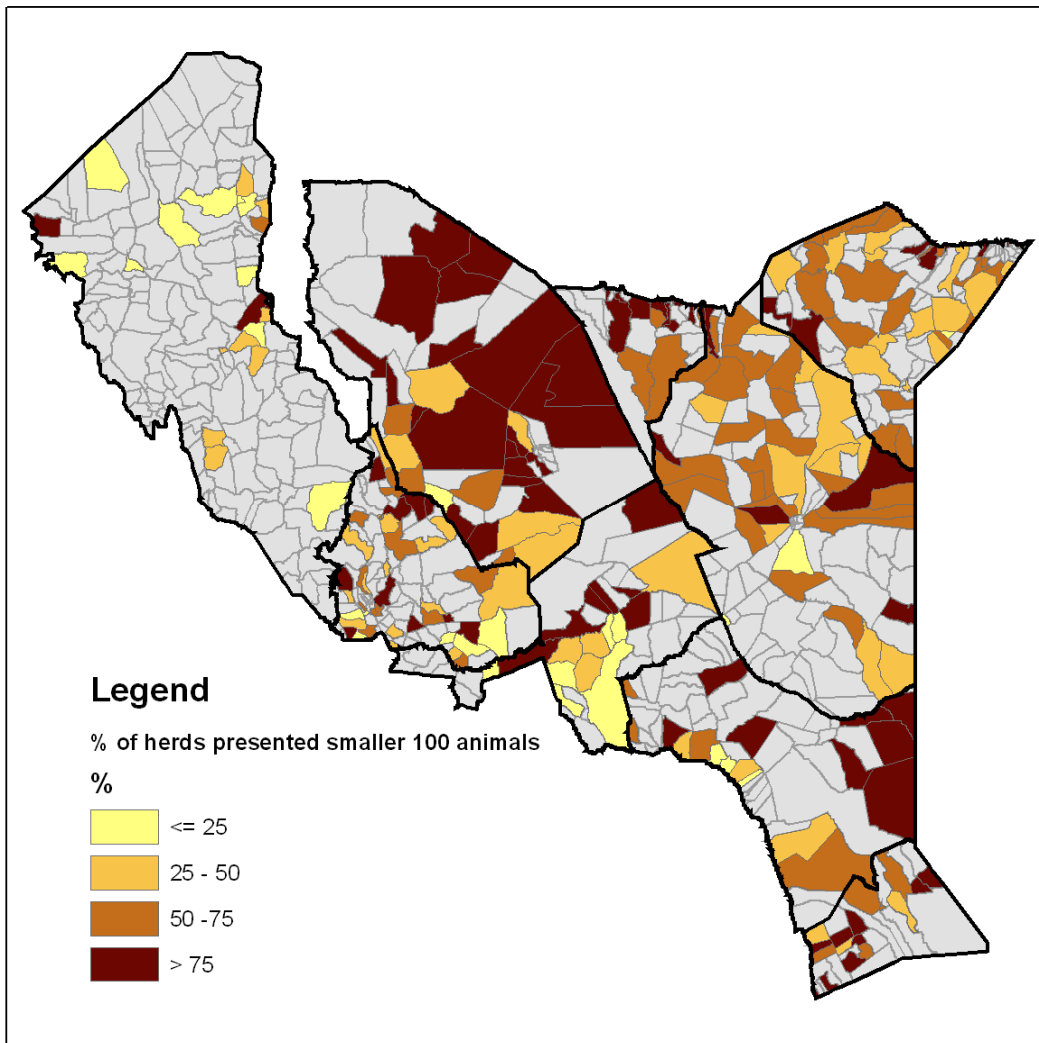 Legend
% of herds presented smaller 100 animals
%
<= 25
25 - 50
50 -75
> 75